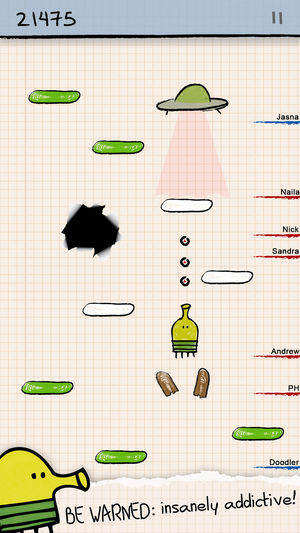 21475
Jasna
Naila
Nick
Sandra
Andrew
PH
Doodler
BE WARNED: insanely addictive!